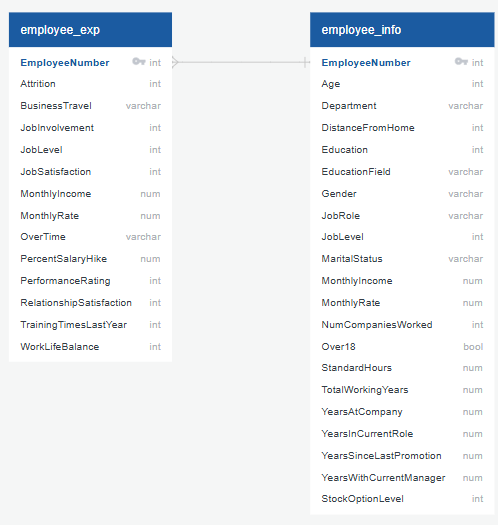 employee_exp
EmployeeNumber int
Attrition int
BusinessTravel varchar
JobInvolvement int
JobLevel int
JobSatisfaction int
MonthlyIncome num
MonthlyRate num
OverTime varchar
PercentSalaryHike num
PerformanceRating int
RelationshipSatisfaction int
TrainingTimesLastYear int
WorkLifeBalance int
employee_info
EmployeeNumber int
Age int
Department varchar
DistanceFromHome int
Education int
EducationField varchar
Gender varchar
JobRole varchar
JobLevel int
MaritalStatus varchar
MonthlyIncome num
MonthlyRate num
NumCompaniesWorked int
Over18 bool
StandardHours num
TotalWorkingYears num
YearsAtCompany num
YearsInCurrentRole num
YearsSinceLastPromotion num
YearsWithCurrentManager num
StockOptionLevel int